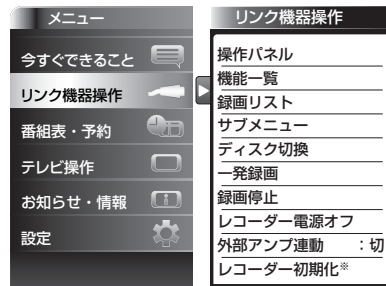 メニュー
今すぐできること
リンク機器操作
番組表・予約
テレビ操作
お知らせ・情報
設定
リンク機器操作
操作パネル
機能一覧
録画リスト
サブメニュー
ディスク切換
一発録画
録画停止
レコーダー電源オフ
外部アンプ連動 ：切
レコーダー初期化※